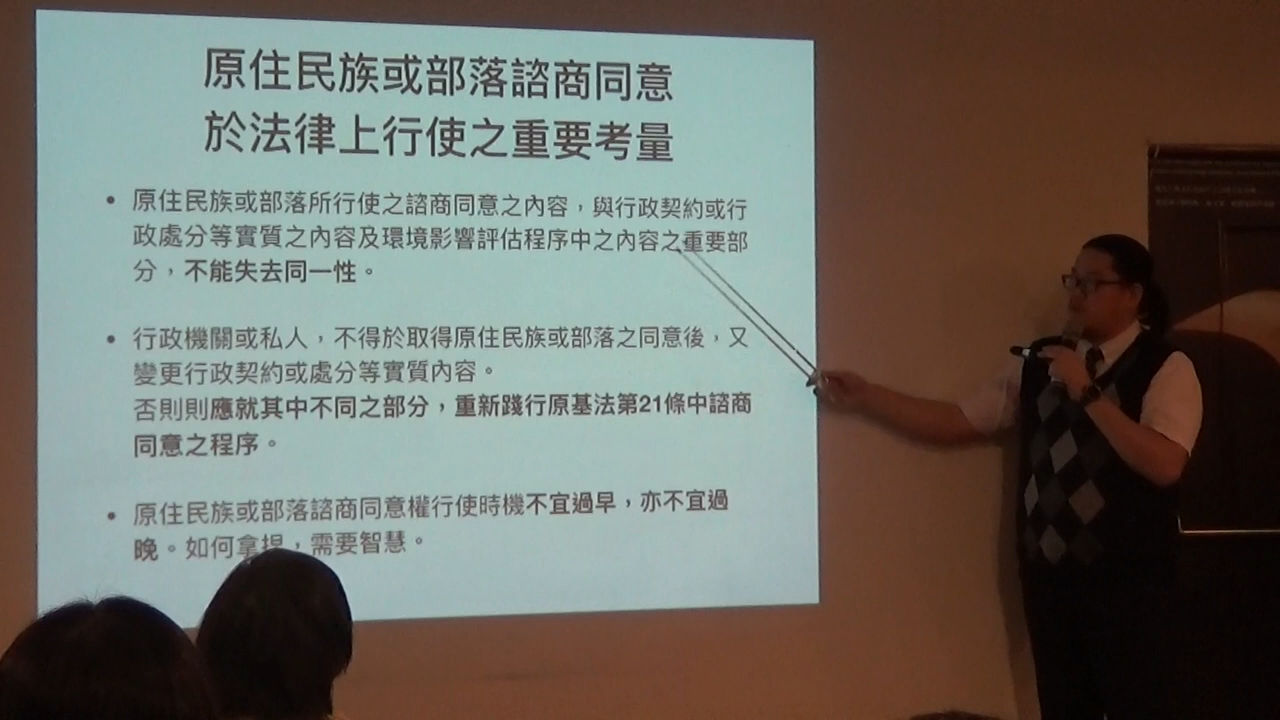 原住民族或部落諮商同意
於法律上行使之重要考量
• 原住民族或部落所行使之諮商同意之內容，與行政契約或行
政處分等實質之內容及環境影響評估程序中之內容之重要部
分，不能失去同一性。
• 行政機關或私人，不得於取得原住民族或部落之同意後，又
變更行政契約或處分等實質內容。
否則則應就其中不同之部分，重新踐行原基法第21條中諮商
同意之程序。
• 原住民族或部落諮商同意權行使時機不宜過早，亦不宜過
晚。如何拿捏，需要智慧。